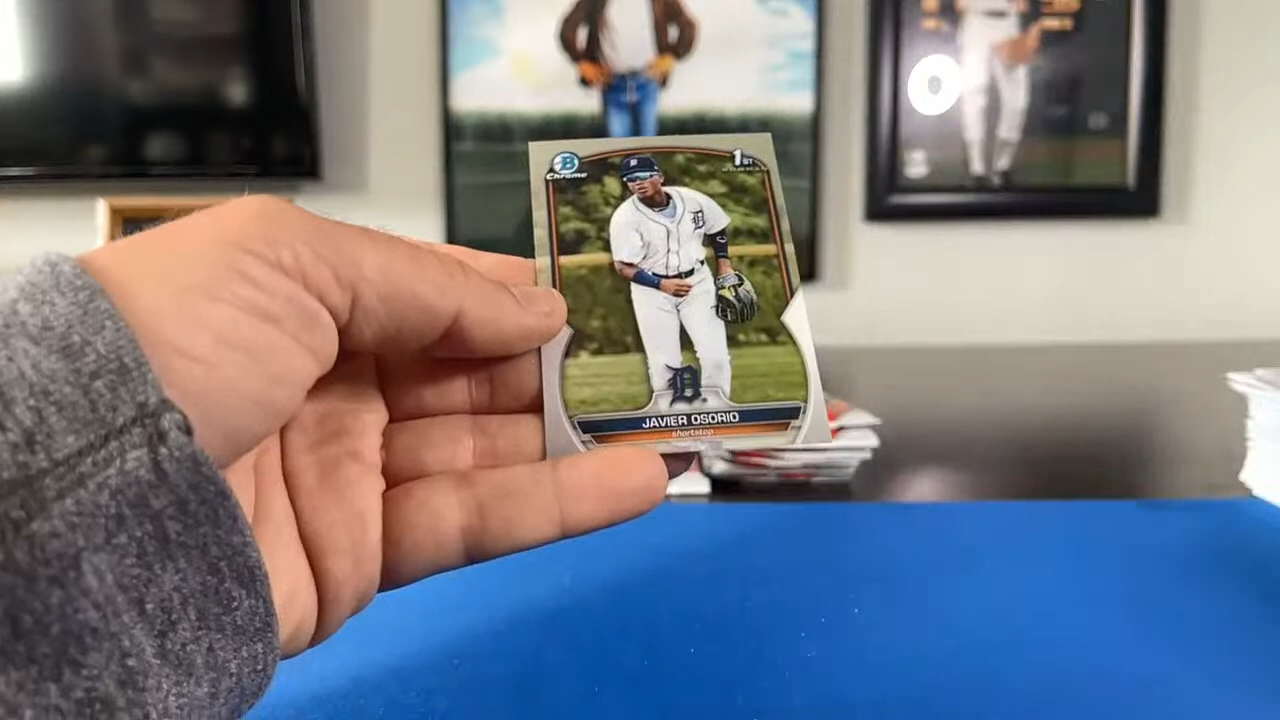 B
Chrome
1ST
BOWMAN
D
D
D
JAVIER OSORIO
shortstop